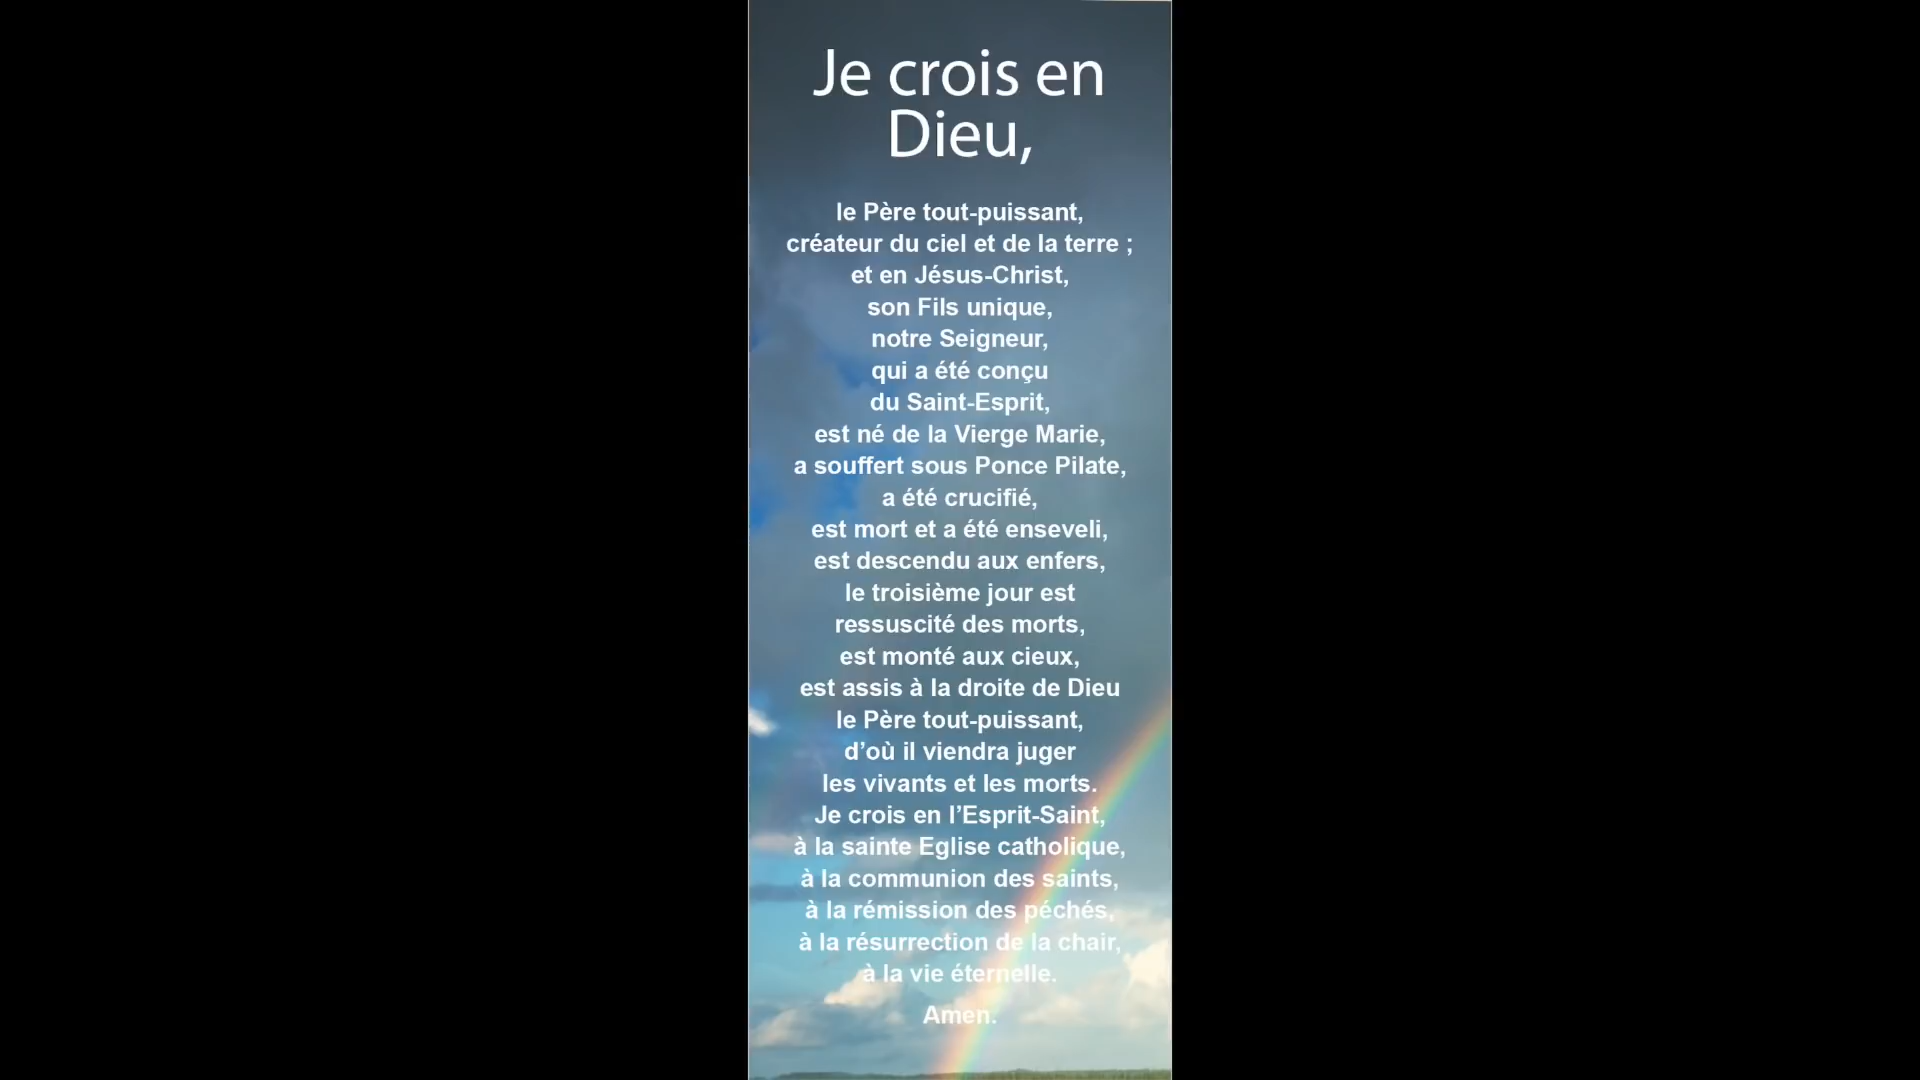 Je crois en
Dieu,
le Père tout-puissant,
créateur du ciel et de la terre ;
et en Jésus-Christ,
son Fils unique,
notre Seigneur,
qui a été conçu
du Saint-Esprit,
est né de la Vierge Marie,
a souffert sous Ponce Pilate,
a été crucifié,
est mort et a été enseveli,
est descendu aux enfers,
le troisième jour est
ressuscité des morts,
est monté aux cieux,
est assis à la droite de Dieu
le Père tout-puissant,
d’où il viendra juger
les vivants et les morts.
Je crois en l’Esprit-Saint,
à la sainte Eglise catholique,
à la communion des saints,
à la rémission des péchés,
à la résurrection de la chair,
à la vie éternelle.
Amen.